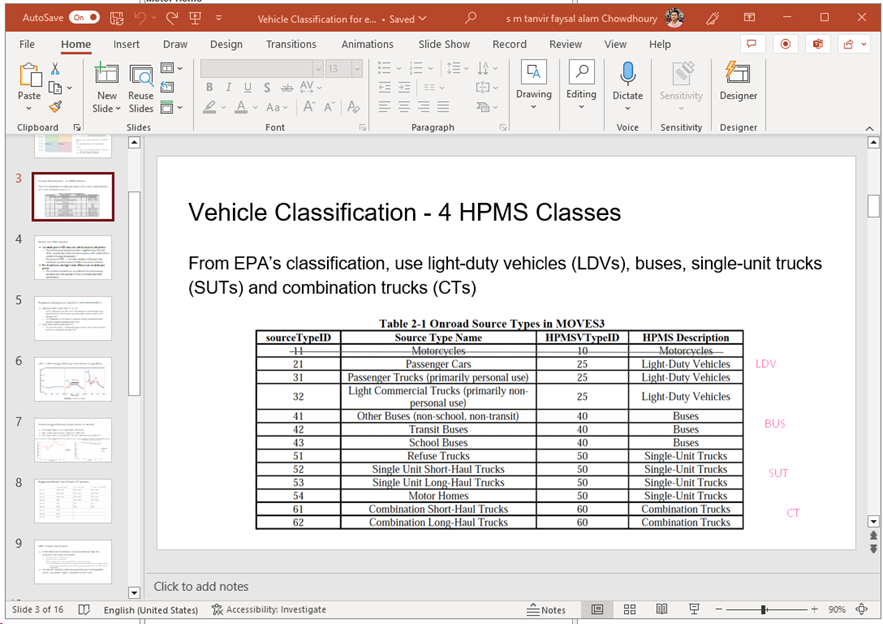 Motor Homes
AutoSave On
Vehicle Classification for e... • Saved
s m tanvir faysal alam Chowdhoury
File Home Insert Draw Design Transitions Animations Slide Show Record Review View Help
Paste
New Slide
Reuse Slides
13
B I U S ab AV
Aa A A
Drawing
Editing
Dictate
Sensitivity
Designer
Clipboard Slides Font Paragraph Voice Sensitivity Designer
3
4
5
6
7
8
9
Vehicle Classification - 4 HPMS Classes
From EPA's classification, use light-duty vehicles (LDVs), buses, single-unit trucks
(SUTs) and combination trucks (CTs)
Table 2-1 Onroad Source Types in MOVES3
sourceTypeID Source Type Name HPMSVTypeID HPMS Description
11 Motorcycles 10 Motorcycles
21 Passenger Cars 25 Light-Duty Vehicles
LDV
31 Passenger Trucks (primarily personal use) 25 Light-Duty Vehicles
32 Light Commercial Trucks (primarily non-
personal use) 25 Light-Duty Vehicles
41 Other Buses (non-school, non-transit) 40 Buses
42 Transit Buses 40 Buses
BUS
43 School Buses 40 Buses
51 Refuse Trucks 50 Single-Unit Trucks
52 Single Unit Short-Haul Trucks 50 Single-Unit Trucks
SUT
53 Single Unit Long-Haul Trucks 50 Single-Unit Trucks
54 Motor Homes 50 Single-Unit Trucks
61 Combination Short-Haul Trucks 60 Combination Trucks
CT
62 Combination Long-Haul Trucks 60 Combination Trucks
Click to add notes
Slide 3 of 16 English (United States) Accessibility: Investigate Notes 90%